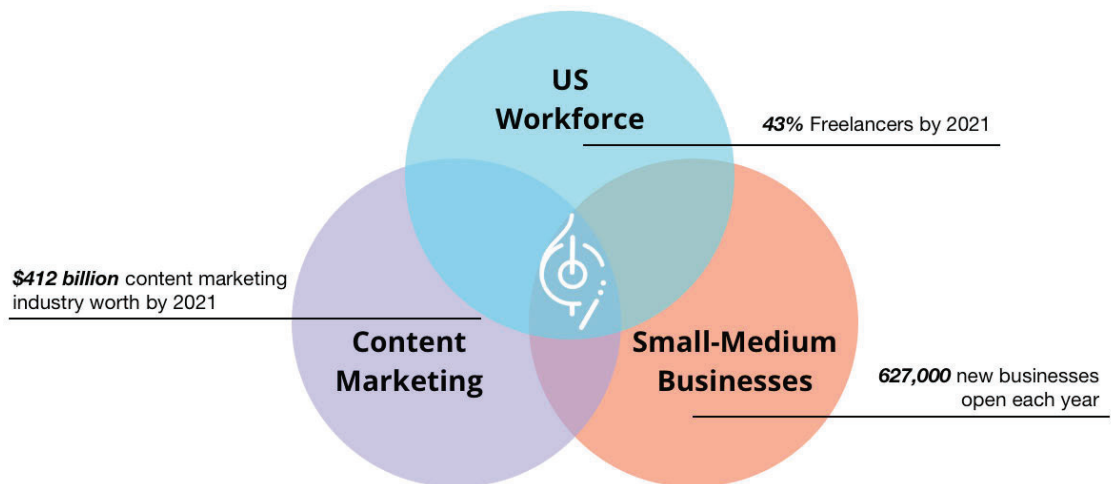 US
Workforce
43% Freelancers by 2021
$412 billion content marketing
industry worth by 2021
Content
Marketing
Small-Medium
Businesses
627,000 new businesses
open each year